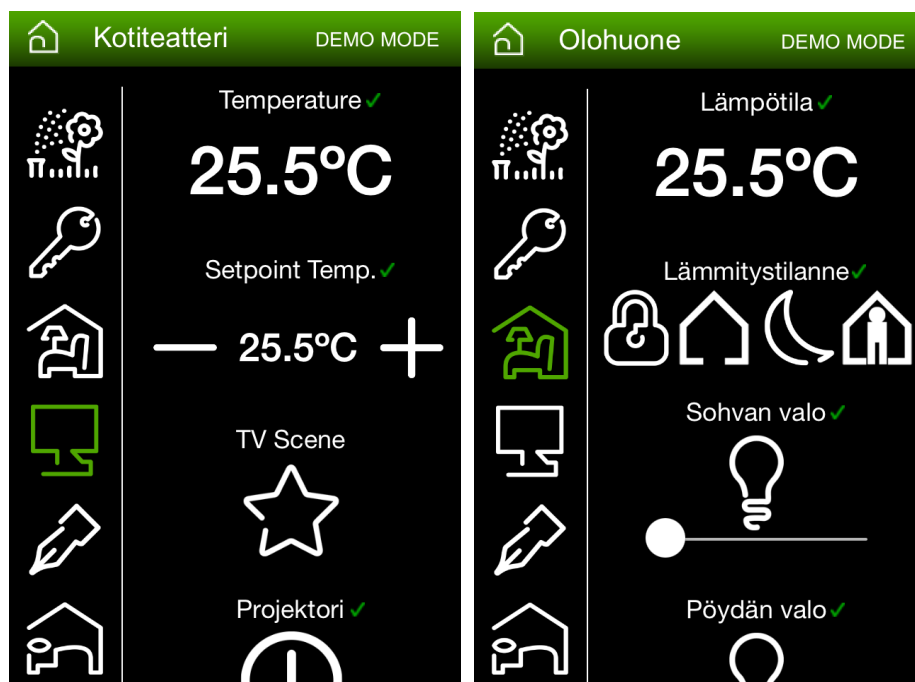 Kotiteatteri DEMO MODE
Temperature ✓
25.5ºC
Setpoint Temp. ✓
25.5ºC
TV Scene
Projektori ✓
Olohuone DEMO MODE
Lämpötila ✓
25.5ºC
Lämmitystilanne ✓
Sohvan valo ✓
Pöydän valo ✓